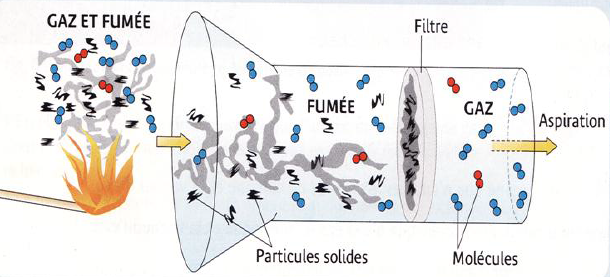 GAZ ET FUMÉE
Filtre
FUMÉE
GAZ
Aspiration
Particules solides
Molécules